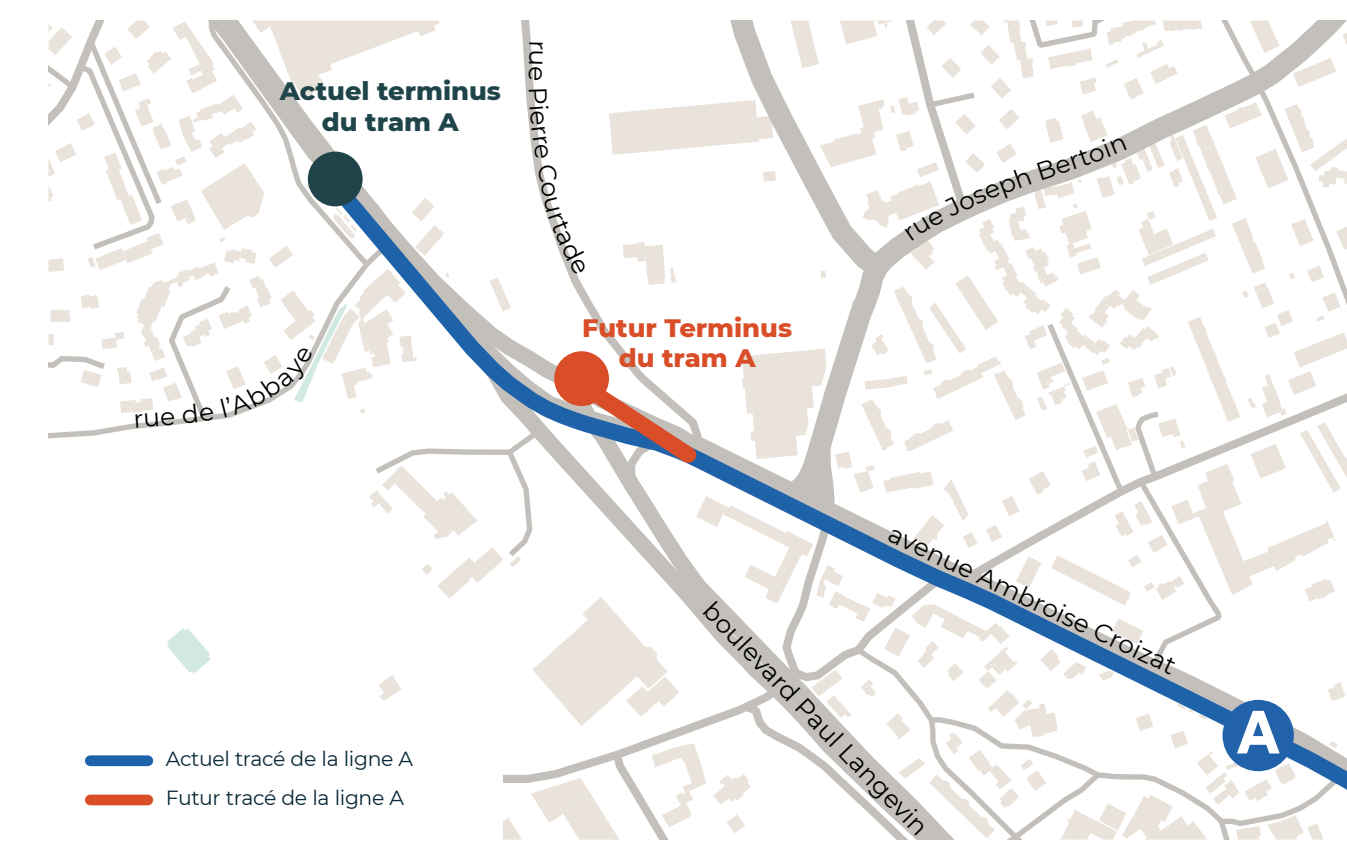 Actuel terminus
du tram A
rue Pierre Courtade
rue Joseph Bertoin
Futur Terminus
du tram A
rue de l'Abbaye
avenue Ambroise Croizat
boulevard Paul Langevin
A
Actuel tracé de la ligne A
Futur tracé de la ligne A